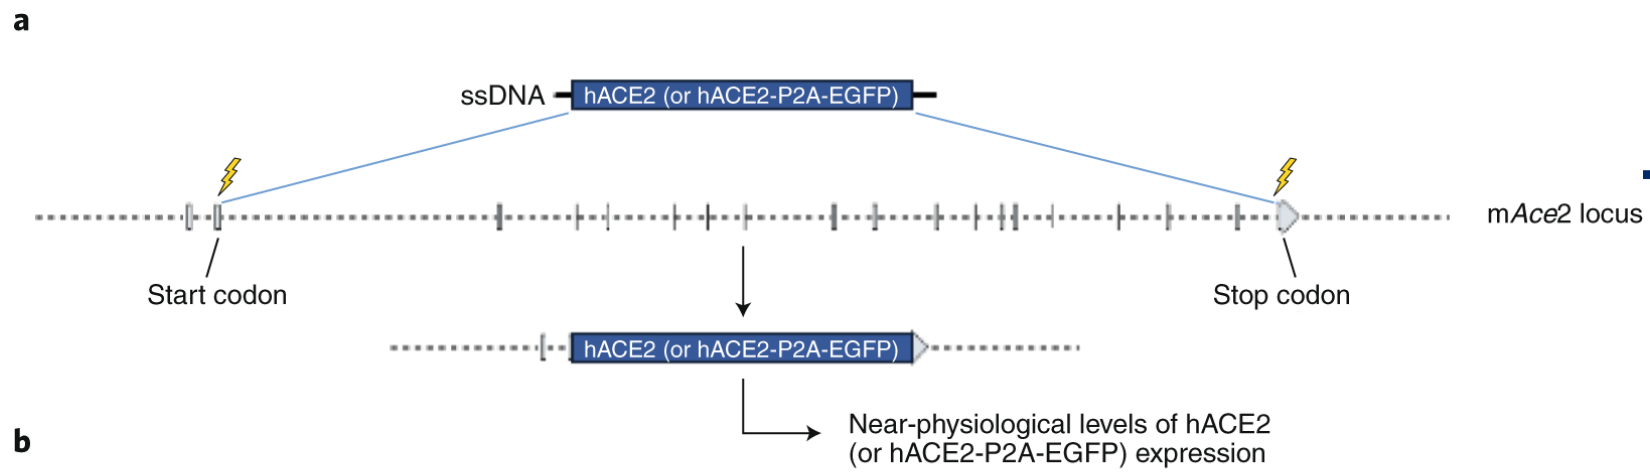 a
ssDNA
hACE2 (or hACE2-P2A-EGFP)
mAce2 locus
Start codon
Stop codon
hACE2 (or hACE2-P2A-EGFP)
Near-physiological levels of hACE2
(or hACE2-P2A-EGFP) expression
b